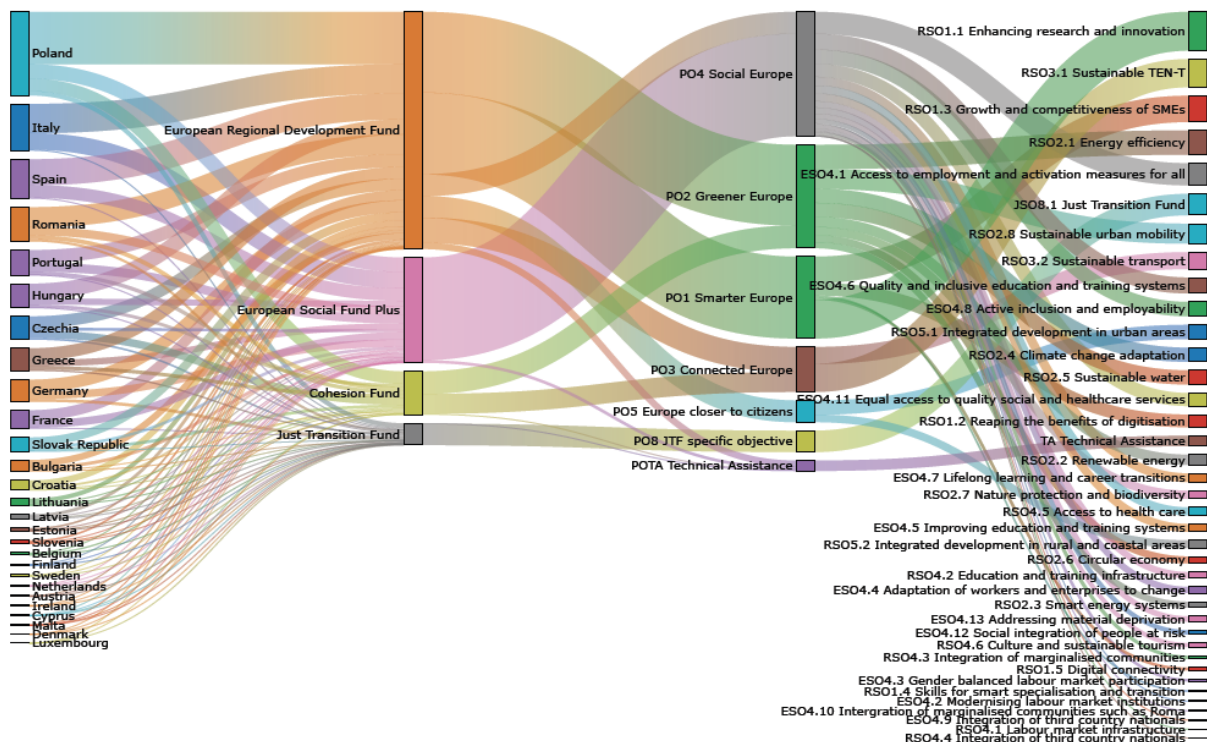 Poland
Italy
Spain
Romania
Portugal
Hungary
Czechia
Greece
Germany
France
Slovak Republic
Bulgaria
Croatia
Lithuania
Latvia
Estonia
Slovenia
Belgium
Finland
Sweden
Netherlands
Austria
Ireland
Cyprus
Malta
Denmark
Luxembourg
European Regional Development Fund
European Social Fund Plus
Cohesion Fund
Just Transition Fund
PO4 Social Europe
PO2 Greener Europe
PO1 Smarter Europe
PO3 Connected Europe
PO5 Europe closer to citizens
PO8 JTF specific objective
POTA Technical Assistance
RSO1.1 Enhancing research and innovation
RSO3.1 Sustainable TEN-T
RSO1.3 Growth and competitiveness of SMEs
RSO2.1 Energy efficiency
ESO4.1 Access to employment and activation measures for all
JSO8.1 Just Transition Fund
RSO2.8 Sustainable urban mobility
RSO3.2 Sustainable transport
ESO4.6 Quality and inclusive education and training systems
ESO4.8 Active inclusion and employability
RSO5.1 Integrated development in urban areas
RSO2.4 Climate change adaptation
RSO2.5 Sustainable water
ESO4.11 Equal access to quality social and healthcare services
RSO1.2 Reaping the benefits of digitisation
TA Technical Assistance
RSO2.2 Renewable energy
ESO4.7 Lifelong learning and career transitions
RSO2.7 Nature protection and biodiversity
RSO4.5 Access to health care
ESO4.5 Improving education and training systems
RSO5.2 Integrated development in rural and coastal areas
RSO2.6 Circular economy
RSO4.2 Education and training infrastructure
ESO4.4 Adaptation of workers and enterprises to change
RSO2.3 Smart energy systems
ESO4.13 Addressing material deprivation
ESO4.12 Social integration of people at risk
RSO4.6 Culture and sustainable tourism
RSO4.3 Integration of marginalised communities
RSO1.5 Digital connectivity
ESO4.3 Gender balanced labour market participation
RSO1.4 Skills for smart specialisation and transition
ESO4.2 Modernising labour market institutions
ESO4.10 Intergration of marginalised communities such as Roma
ESO4.9 Integration of third country nationals
RSO4.1 Labour market infrastructure
RSO4.4 Integration of third country nationals